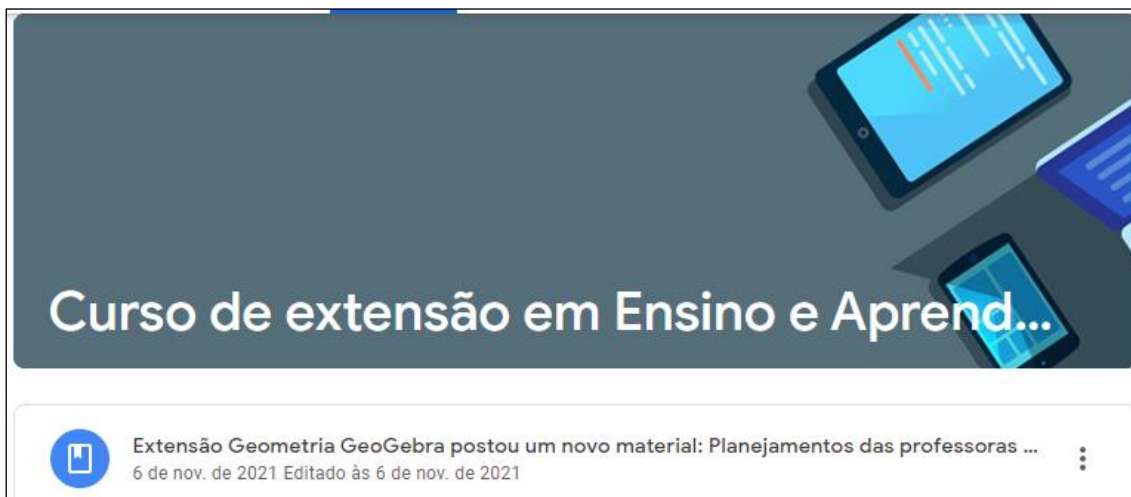 Curso de extensão em Ensino e Aprend...
Extensão Geometria GeoGebra postou um novo material: Planejamentos das professoras ...
6 de nov. de 2021 Editado às 6 de nov. de 2021